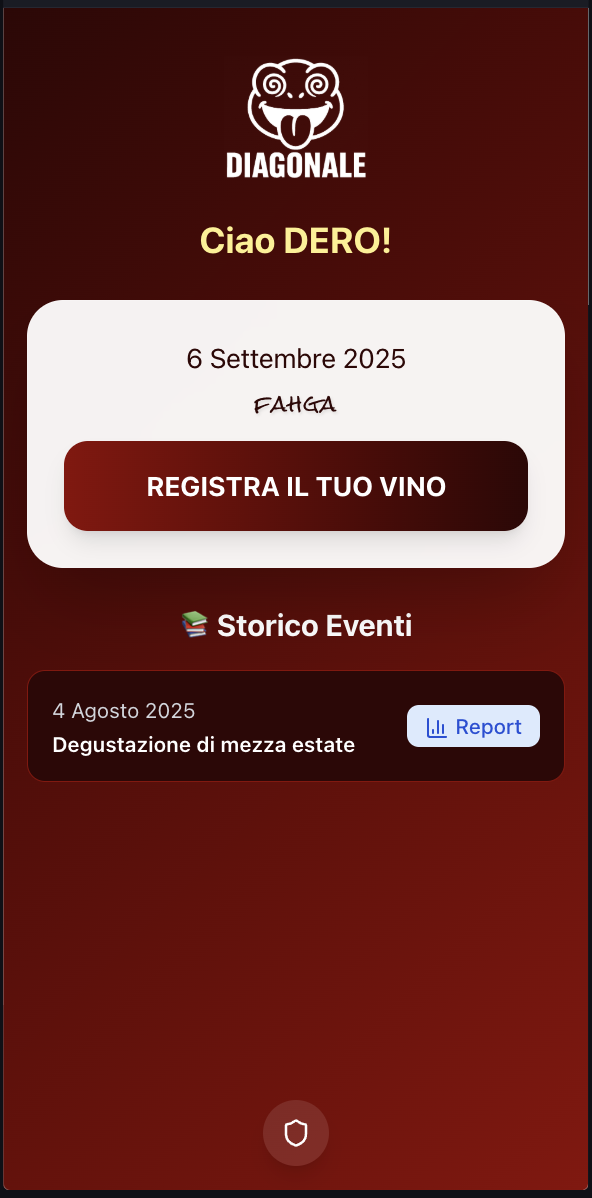 DIAGONALE
Ciao DERO!
6 Settembre 2025
FAHGA
REGISTRA IL TUO VINO
📚 Storico Eventi
4 Agosto 2025
Degustazione di mezza estate
Report